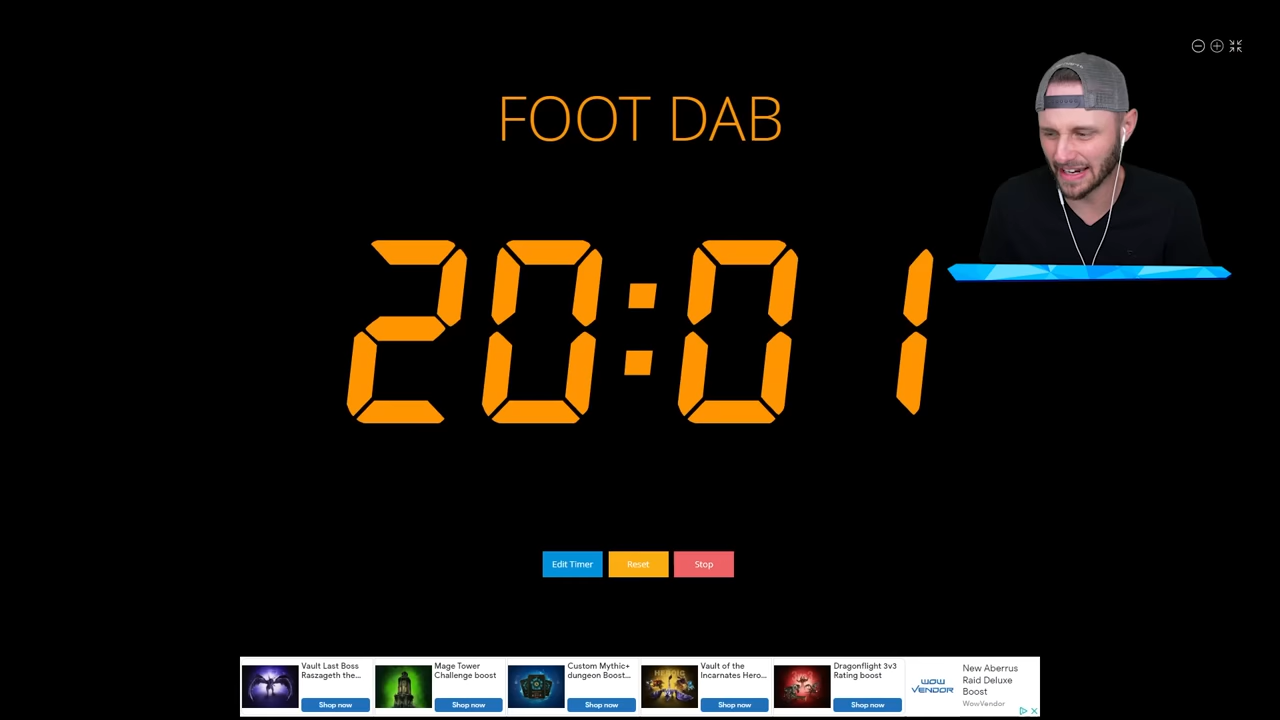 FOOT DAB
20:01
Edit Timer
Reset
Stop
Vault Last Boss
Raszageth the...
Shop now
Mage Tower
Challenge boost
Shop now
Custom Mythic+
dungeon Boost...
Shop now
Vault of the
Incarnates Hero...
Shop now
Dragonflight 3v3
Rating boost
Shop now
WOW
VENDOR
New Aberrus
Raid Deluxe
Boost
WowVendor